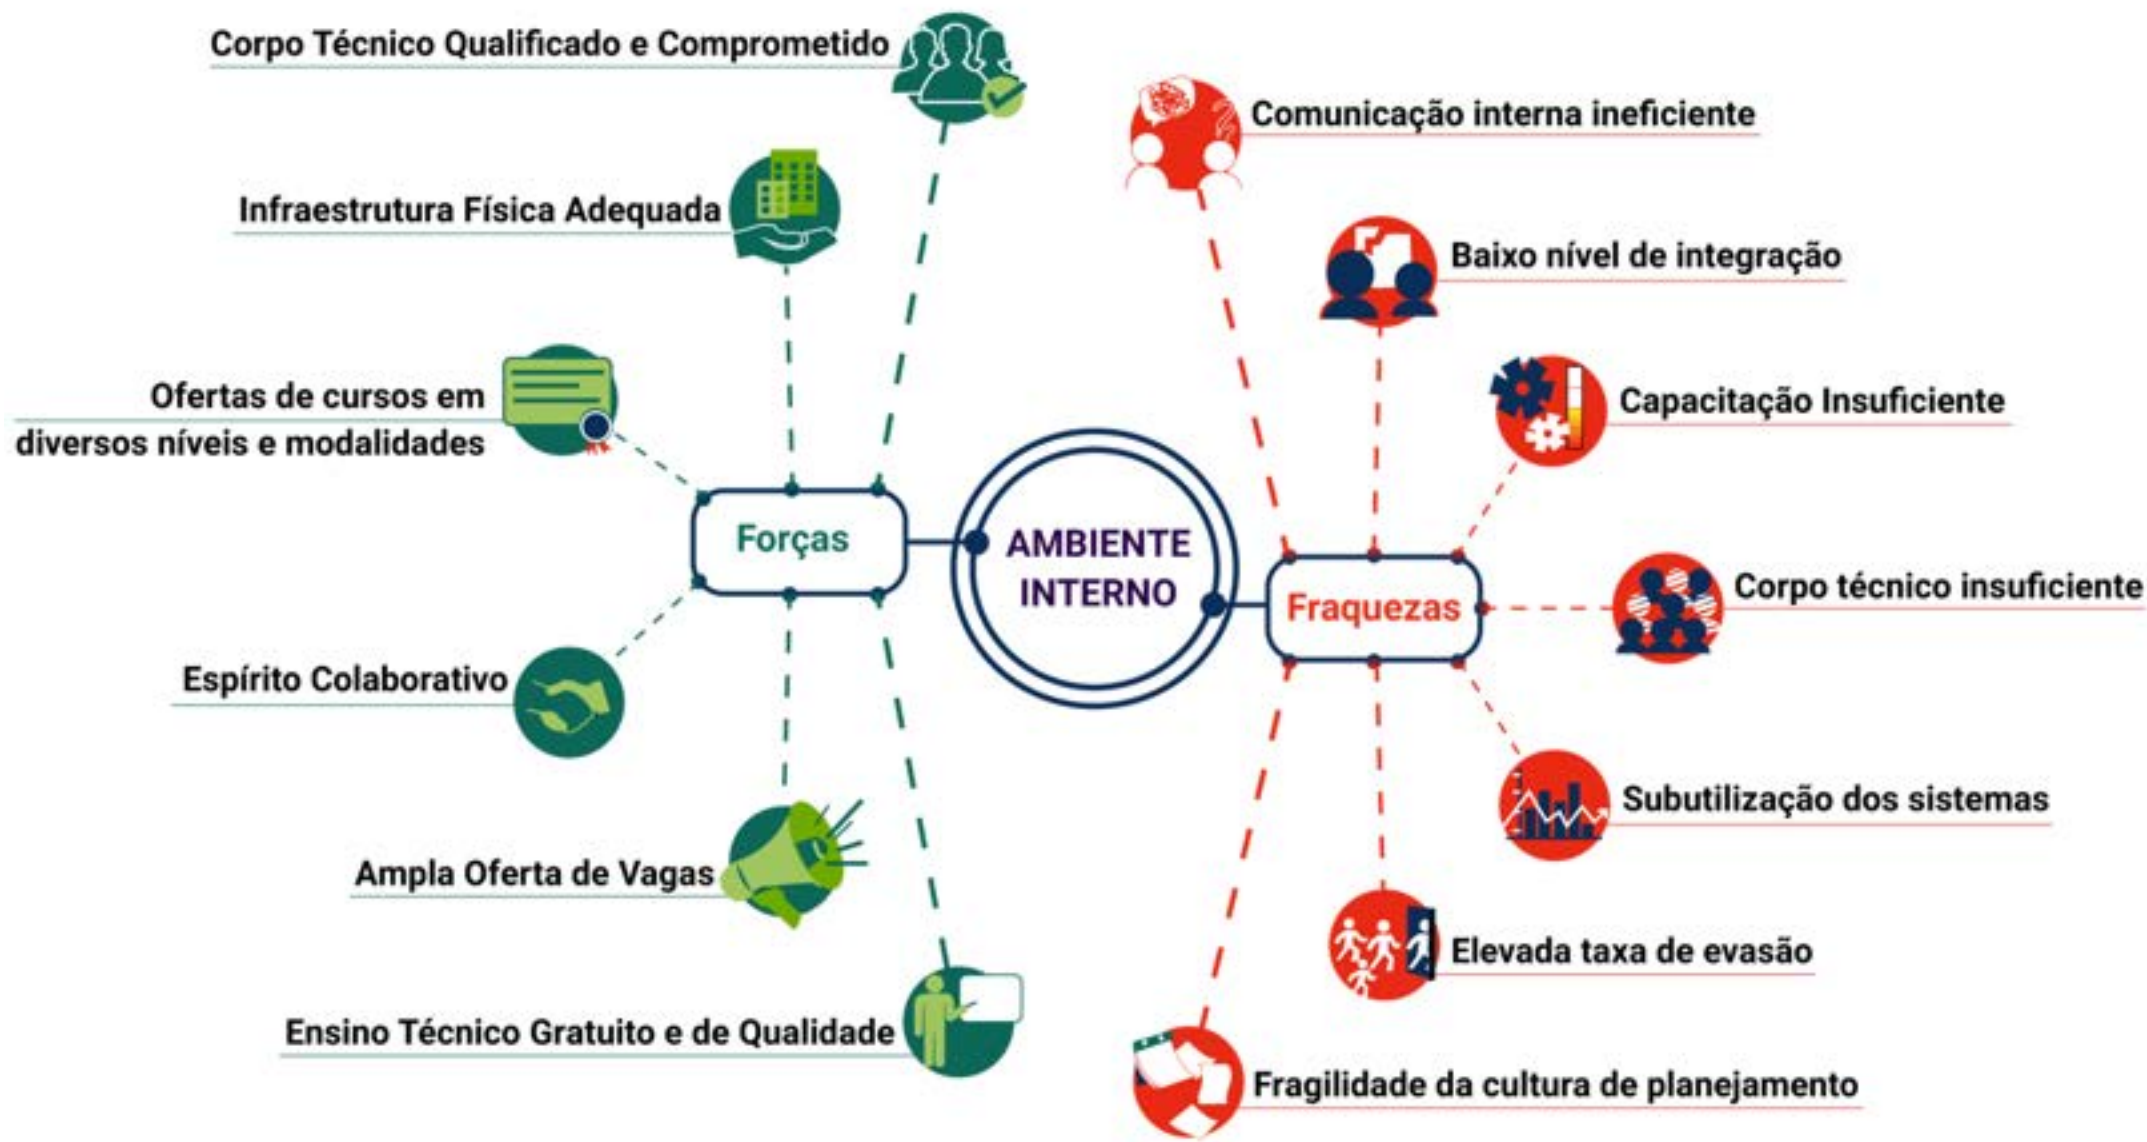 Corpo Técnico Qualificado e Comprometido
Infraestrutura Física Adequada
Ofertas de cursos em
diversos níveis e modalidades
Forças
Espírito Colaborativo
Ampla Oferta de Vagas
Ensino Técnico Gratuito e de Qualidade
AMBIENTE
INTERNO
Comunicação interna ineficiente
Baixo nível de integração
Capacitação Insuficiente
Corpo técnico insuficiente
Fraquezas
Subutilização dos sistemas
Elevada taxa de evasão
Fragilidade da cultura de planejamento